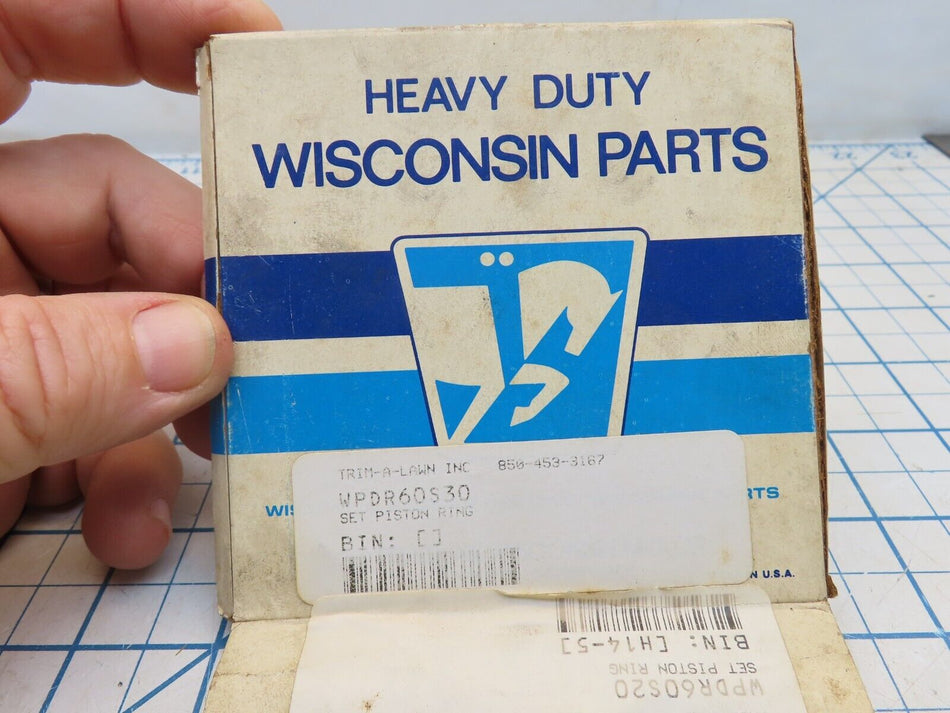 HEAVY DUTY
WISCONSIN PARTS
TRIM-A-LAWN INC 850-453-3167
WPDR60S30
SET PISTON RING
BIN: []
WIS
RTS
N U.S.A.
BIN: [H14-5]
SET PISTON RING
WPDR60S20